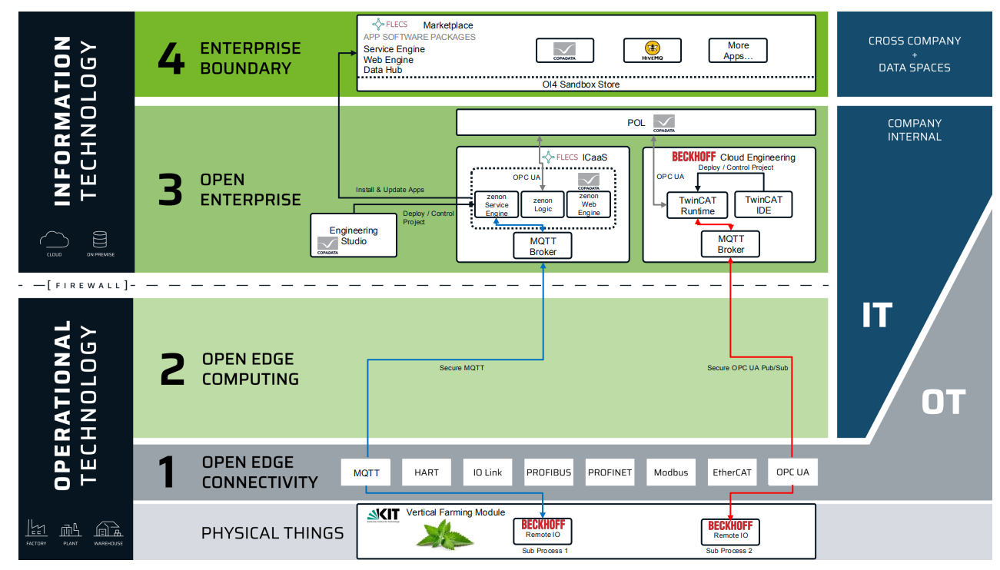 INFORMATION
TECHNOLOGY
CLOUD
ON PREMISE
4
ENTERPRISE
BOUNDARY
FLECS Marketplace
APP SOFTWARE PACKAGES
Service Engine
Web Engine
Data Hub
COPADATA
HIVEMQ
More
Apps...
OI4 Sandbox Store
CROSS COMPANY
+
DATA SPACES
3
OPEN
ENTERPRISE
POL COPADATA
FLECS ICaaS
OPC UA
COPADATA
zenon
Service
Engine
zenon
Logic
zenon
Web
Engine
MQTT
Broker
Install & Update Apps
Deploy / Control
Project
Engineering
Studio
COPADATA
BECKHOFF Cloud Engineering
Deploy / Control Project
OPC UA
TwinCAT
Runtime
TwinCAT
IDE
MQTT
Broker
COMPANY
INTERNAL
[FIREWALL]
OPERATIONAL
TECHNOLOGY
FACTORY
PLANT
WAREHOUSE
2
OPEN EDGE
COMPUTING
Secure MQTT
Secure OPC UA Pub/Sub
IT
OT
1
OPEN EDGE
CONNECTIVITY
MQTT
HART
IO Link
PROFIBUS
PROFINET
Modbus
EtherCAT
OPC UA
PHYSICAL THINGS
KIT
Vertical Farming Module
BECKHOFF
Remote IO
Sub Process 1
BECKHOFF
Remote IO
Sub Process 2